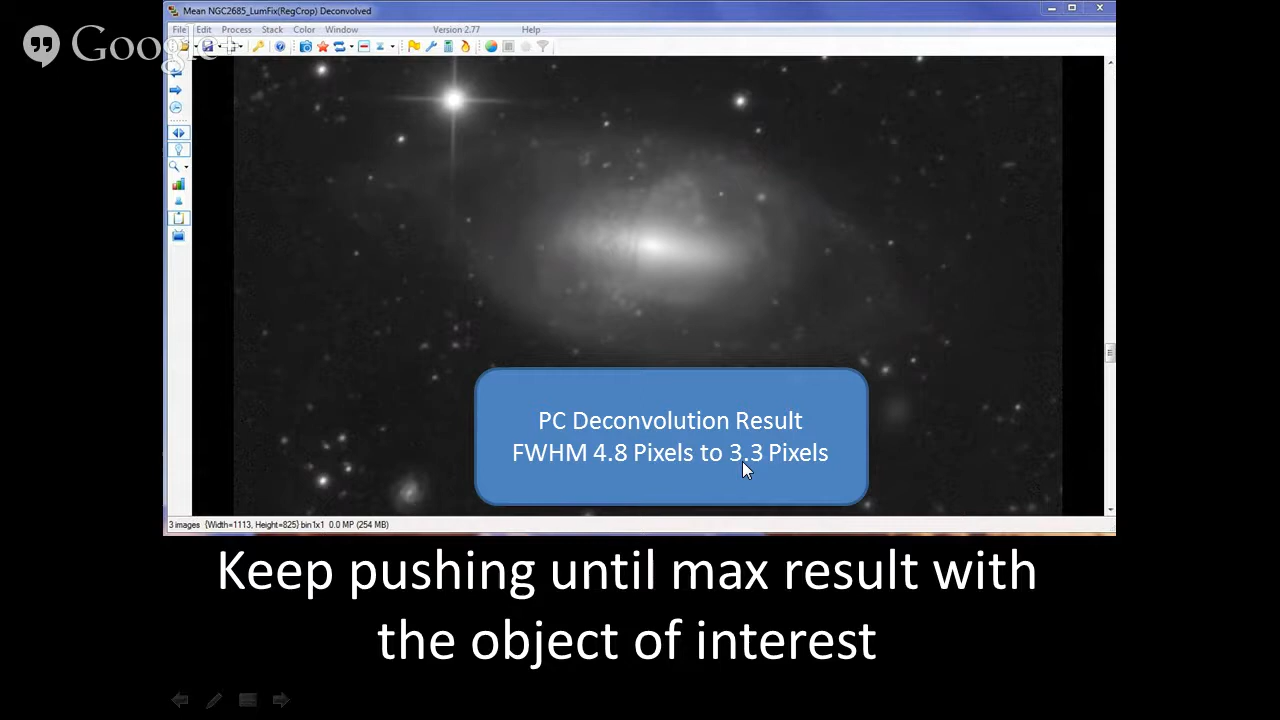 Mean NGC2685_LumFix(RegCrop) Deconvolved
File Edit Process Stack Color Window Version 2.77 Help
Google
PC Deconvolution Result
FWHM 4.8 Pixels to 3.3 Pixels
3 images (Width=1113, Height=825) bin1x1 0.0 MP (254 MB)
Keep pushing until max result with
the object of interest